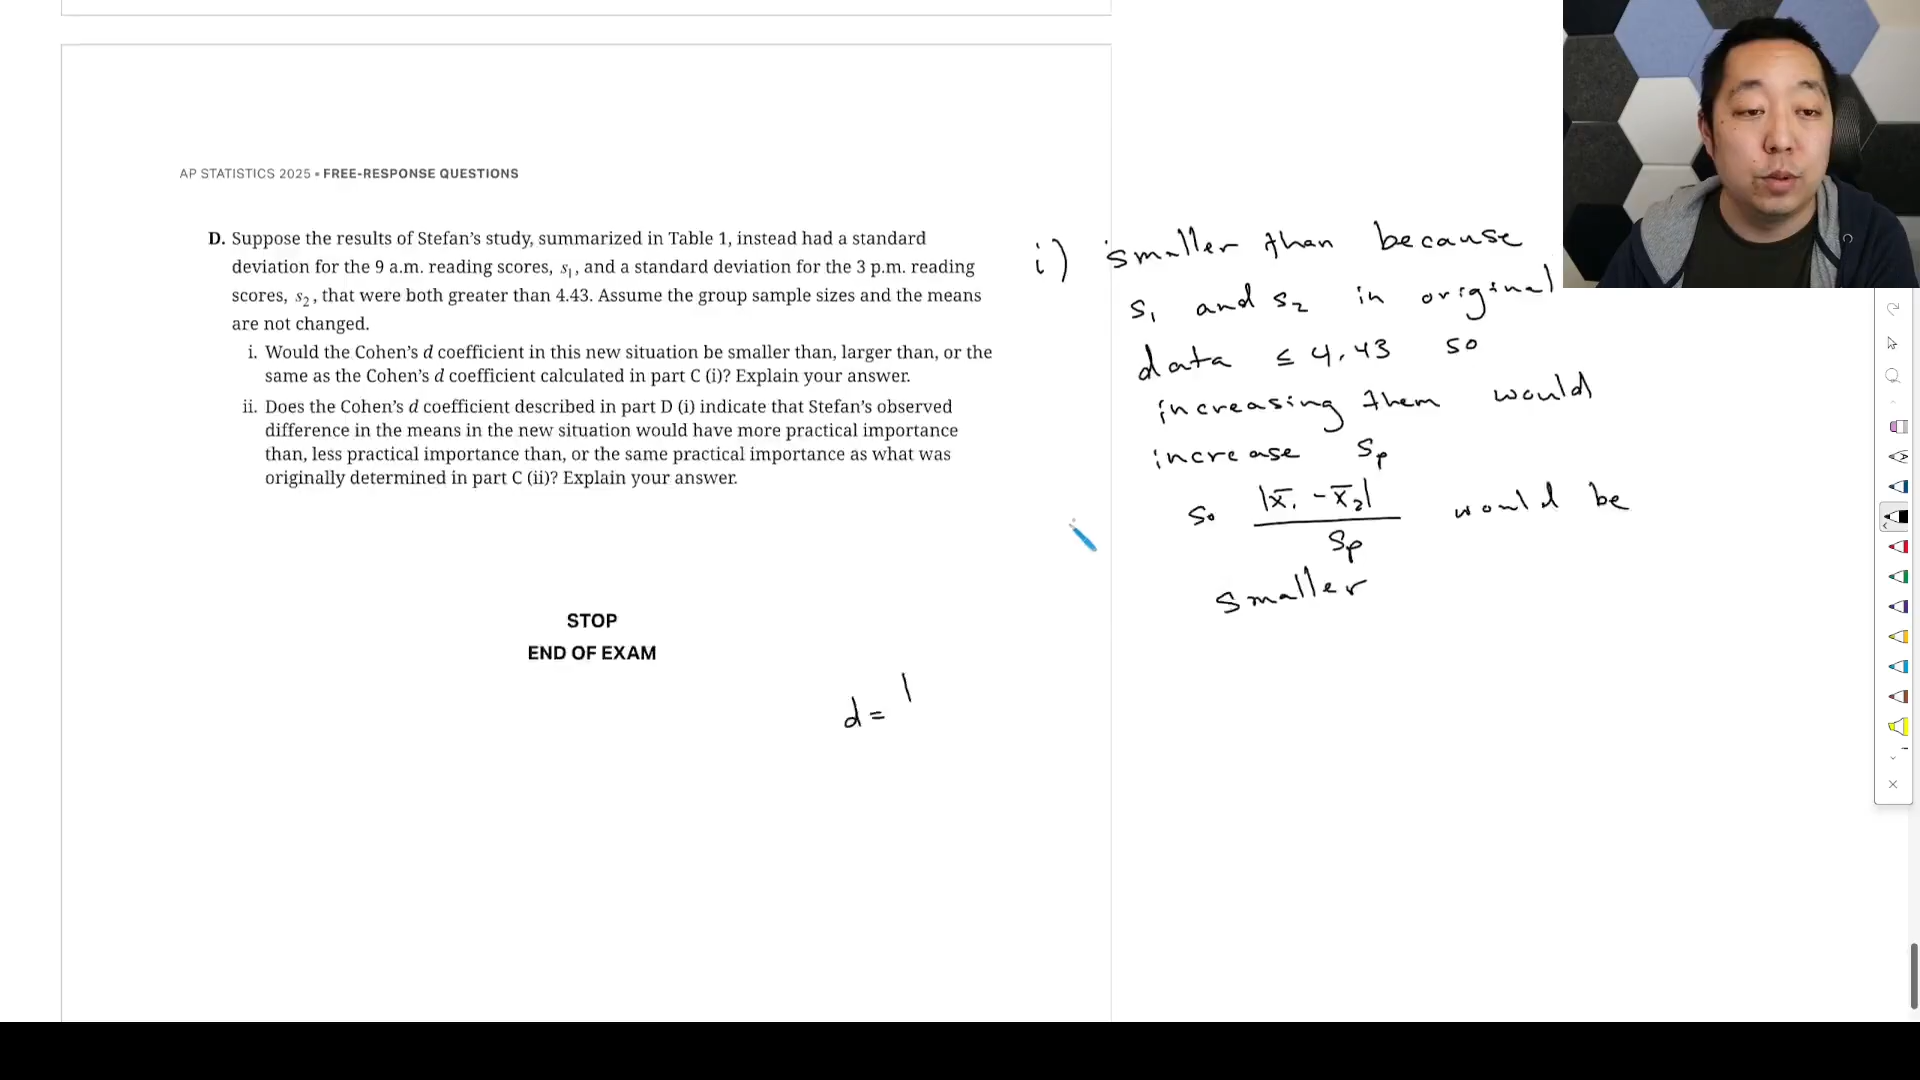 AP STATISTICS 2025 • FREE-RESPONSE QUESTIONS
D. Suppose the results of Stefan's study, summarized in Table 1, instead had a standard
deviation for the 9 a.m. reading scores, s₁, and a standard deviation for the 3 p.m. reading
scores, s₂, that were both greater than 4.43. Assume the group sample sizes and the means
are not changed.
i. Would the Cohen's d coefficient in this new situation be smaller than, larger than, or the
same as the Cohen's d coefficient calculated in part C (i)? Explain your answer.
ii. Does the Cohen's d coefficient described in part D (i) indicate that Stefan's observed
difference in the means in the new situation would have more practical importance
than, less practical importance than, or the same practical importance as what was
originally determined in part C (ii)? Explain your answer.
STOP
END OF EXAM
d = |
i) smaller than because
s₁ and s₂ in original
data ≤ 4.43 so
increasing them would
increase Sp
so |x̄₁ - x̄₂| / Sp would be
smaller